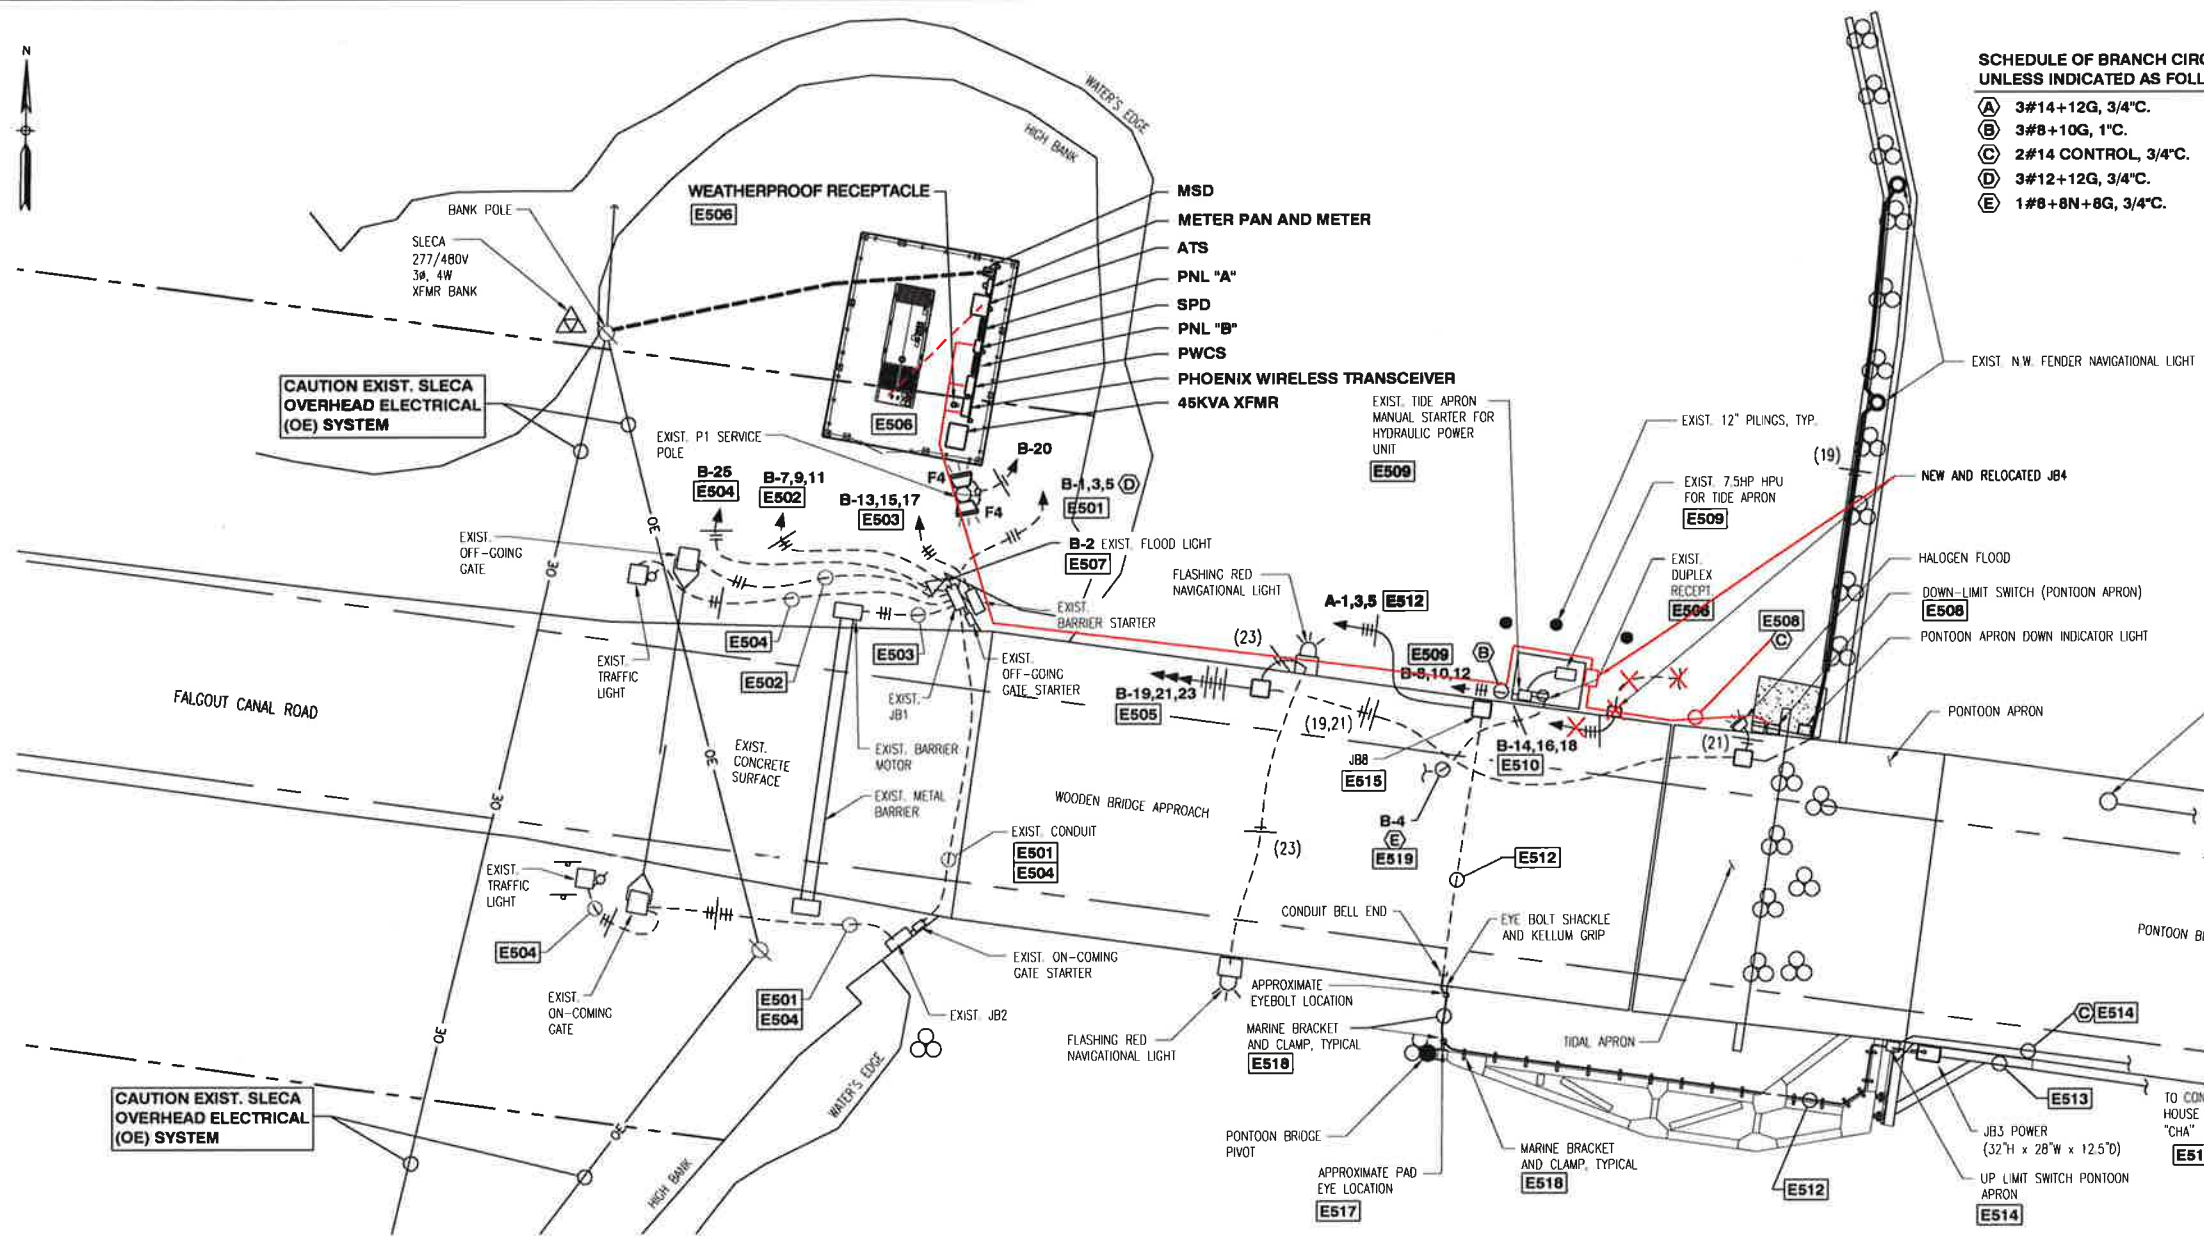 N
SCHEDULE OF BRANCH CIRC
UNLESS INDICATED AS FOLL
A 3#14+12G, 3/4"C.
B 3#8+10G, 1"C.
C 2#14 CONTROL, 3/4"C.
D 3#12+12G, 3/4"C.
E 1#8+8N+8G, 3/4"C.
WATER'S EDGE
HIGH BANK
WEATHERPROOF RECEPTACLE
E506
BANK POLE
SLECA
277/480V
3ø, 4W
XFMR BANK
MSD
METER PAN AND METER
ATS
PNL "A"
SPD
PNL "B"
PWCS
PHOENIX WIRELESS TRANSCEIVER
45KVA XFMR
CAUTION EXIST. SLECA
OVERHEAD ELECTRICAL
(OE) SYSTEM
E506
EXIST. P1 SERVICE
POLE
F4
F4
B-20
B-25
E504
B-7,9,11
E502
B-13,15,17
E503
B-1,3,5 D
E501
B-2 EXIST. FLOOD LIGHT
E507
EXIST. TIDE APRON
MANUAL STARTER FOR
HYDRAULIC POWER
UNIT
E509
EXIST. 12" PILINGS, TYP.
EXIST. 7.5HP HPU
FOR TIDE APRON
E509
EXIST.
DUPLEX
RECEPT.
E506
EXIST. N.W. FENDER NAVIGATIONAL LIGHT
(19)
NEW AND RELOCATED JB4
HALOGEN FLOOD
DOWN-LIMIT SWITCH (PONTOON APRON)
E508
PONTOON APRON DOWN INDICATOR LIGHT
E508
C
PONTOON APRON
EXIST.
OFF-GOING
GATE
OE
OE
EXIST.
TRAFFIC
LIGHT
E504
E502
E503
EXIST.
BARRIER STARTER
EXIST.
OFF-GOING
GATE STARTER
EXIST.
JB1
EXIST. BARRIER
MOTOR
EXIST. METAL
BARRIER
FLASHING RED
NAVIGATIONAL LIGHT
A-1,3,5 E512
(23)
B-19,21,23
E505
E509
B-8,10,12
B
(19,21)
JB8
E515
B-14,16,18
E510
(21)
FALGOUT CANAL ROAD
EXIST.
CONCRETE
SURFACE
OE
OE
WOODEN BRIDGE APPROACH
B-4
E
E519
(23)
EXIST. CONDUIT
E501
E504
E512
EXIST.
TRAFFIC
LIGHT
E504
EXIST.
ON-COMING
GATE
E501
E504
EXIST. ON-COMING
GATE STARTER
EXIST. JB2
CONDUIT BELL END
EYE BOLT SHACKLE
AND KELLUM GRIP
APPROXIMATE
EYEBOLT LOCATION
FLASHING RED
NAVIGATIONAL LIGHT
MARINE BRACKET
AND CLAMP, TYPICAL
E518
TIDAL APRON
PONTOON B
C E514
E513
OE
OE
WATER'S EDGE
HIGH BANK
CAUTION EXIST. SLECA
OVERHEAD ELECTRICAL
(OE) SYSTEM
PONTOON BRIDGE
PIVOT
APPROXIMATE PAD
EYE LOCATION
E517
MARINE BRACKET
AND CLAMP, TYPICAL
E518
E512
JB3 POWER
(32"H x 28"W x 12.5"D)
UP LIMIT SWITCH PONTOON
APRON
E514
TO CON
HOUSE
"CHA"
E51